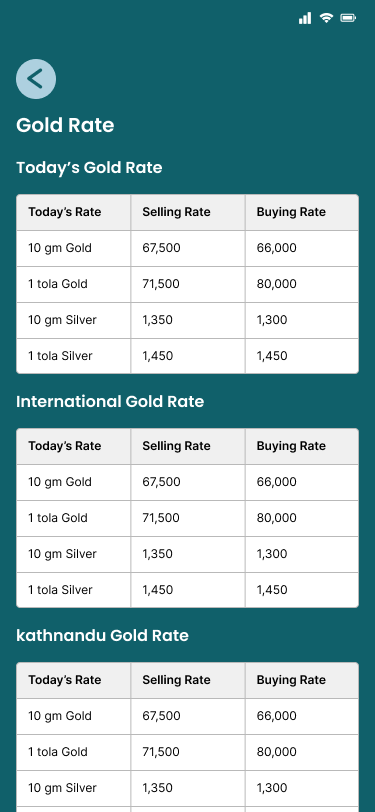 Gold Rate
Today’s Gold Rate
Today’s Rate Selling Rate Buying Rate
10 gm Gold 67,500 66,000
1 tola Gold 71,500 80,000
10 gm Silver 1,350 1,300
1 tola Silver 1,450 1,450
International Gold Rate
Today’s Rate Selling Rate Buying Rate
10 gm Gold 67,500 66,000
1 tola Gold 71,500 80,000
10 gm Silver 1,350 1,300
1 tola Silver 1,450 1,450
kathnandu Gold Rate
Today’s Rate Selling Rate Buying Rate
10 gm Gold 67,500 66,000
1 tola Gold 71,500 80,000
10 gm Silver 1,350 1,300